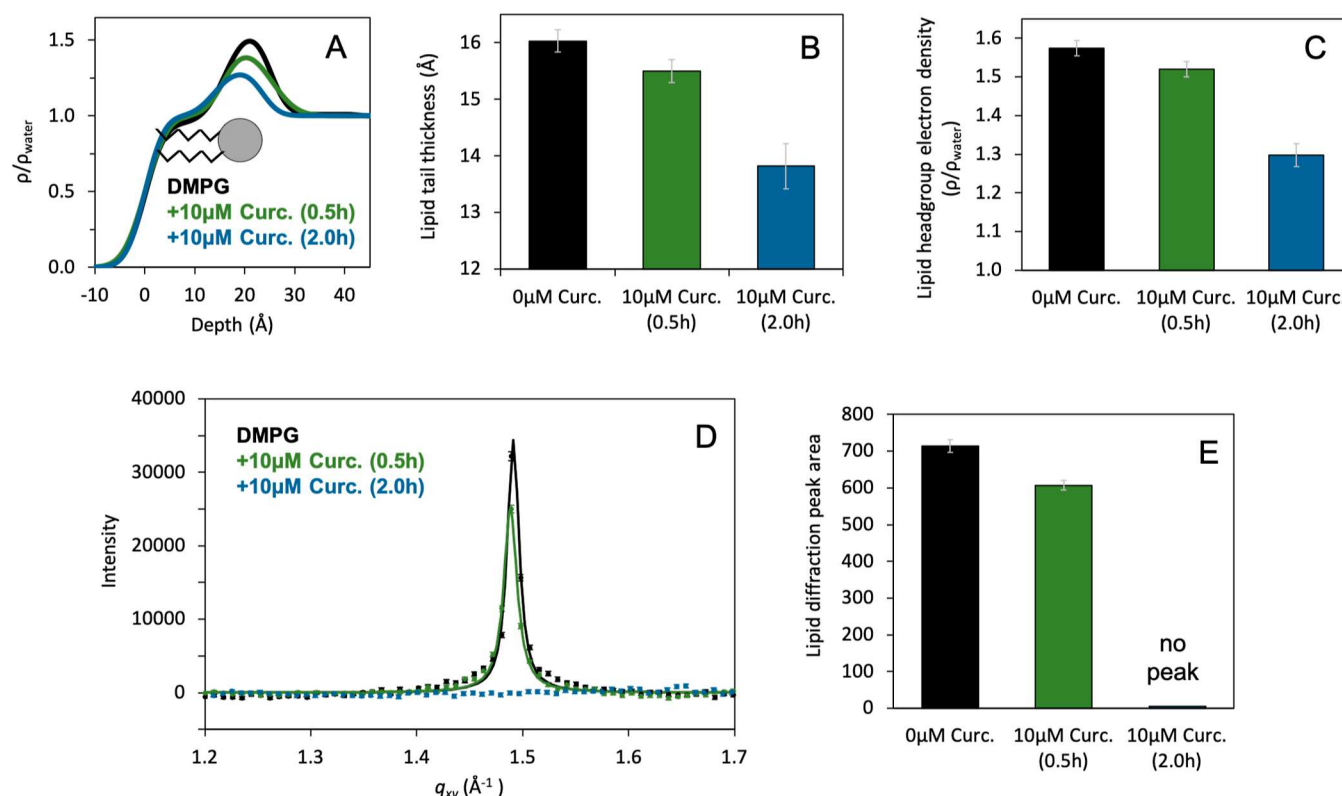 A
1.5
1.0
0.5
0.0
ρ/ρwater
DMPG
+10μM Curc. (0.5h)
+10μM Curc. (2.0h)
-10 0 10 20 30 40
Depth (Å)
B
16
15
14
13
12
Lipid tail thickness (Å)
0μM Curc. 10μM Curc. 10μM Curc.
(0.5h) (2.0h)
C
1.6
1.5
1.4
1.3
1.2
1.1
1.0
Lipid headgroup electron density
(ρ/ρwater)
0μM Curc. 10μM Curc. 10μM Curc.
(0.5h) (2.0h)
D
40000
30000
20000
10000
0
Intensity
DMPG
+10μM Curc. (0.5h)
+10μM Curc. (2.0h)
1.2 1.3 1.4 1.5 1.6 1.7
qxy (Å-1)
E
800
700
600
500
400
300
200
100
0
Lipid diffraction peak area
no
peak
0μM Curc. 10μM Curc. 10μM Curc.
(0.5h) (2.0h)